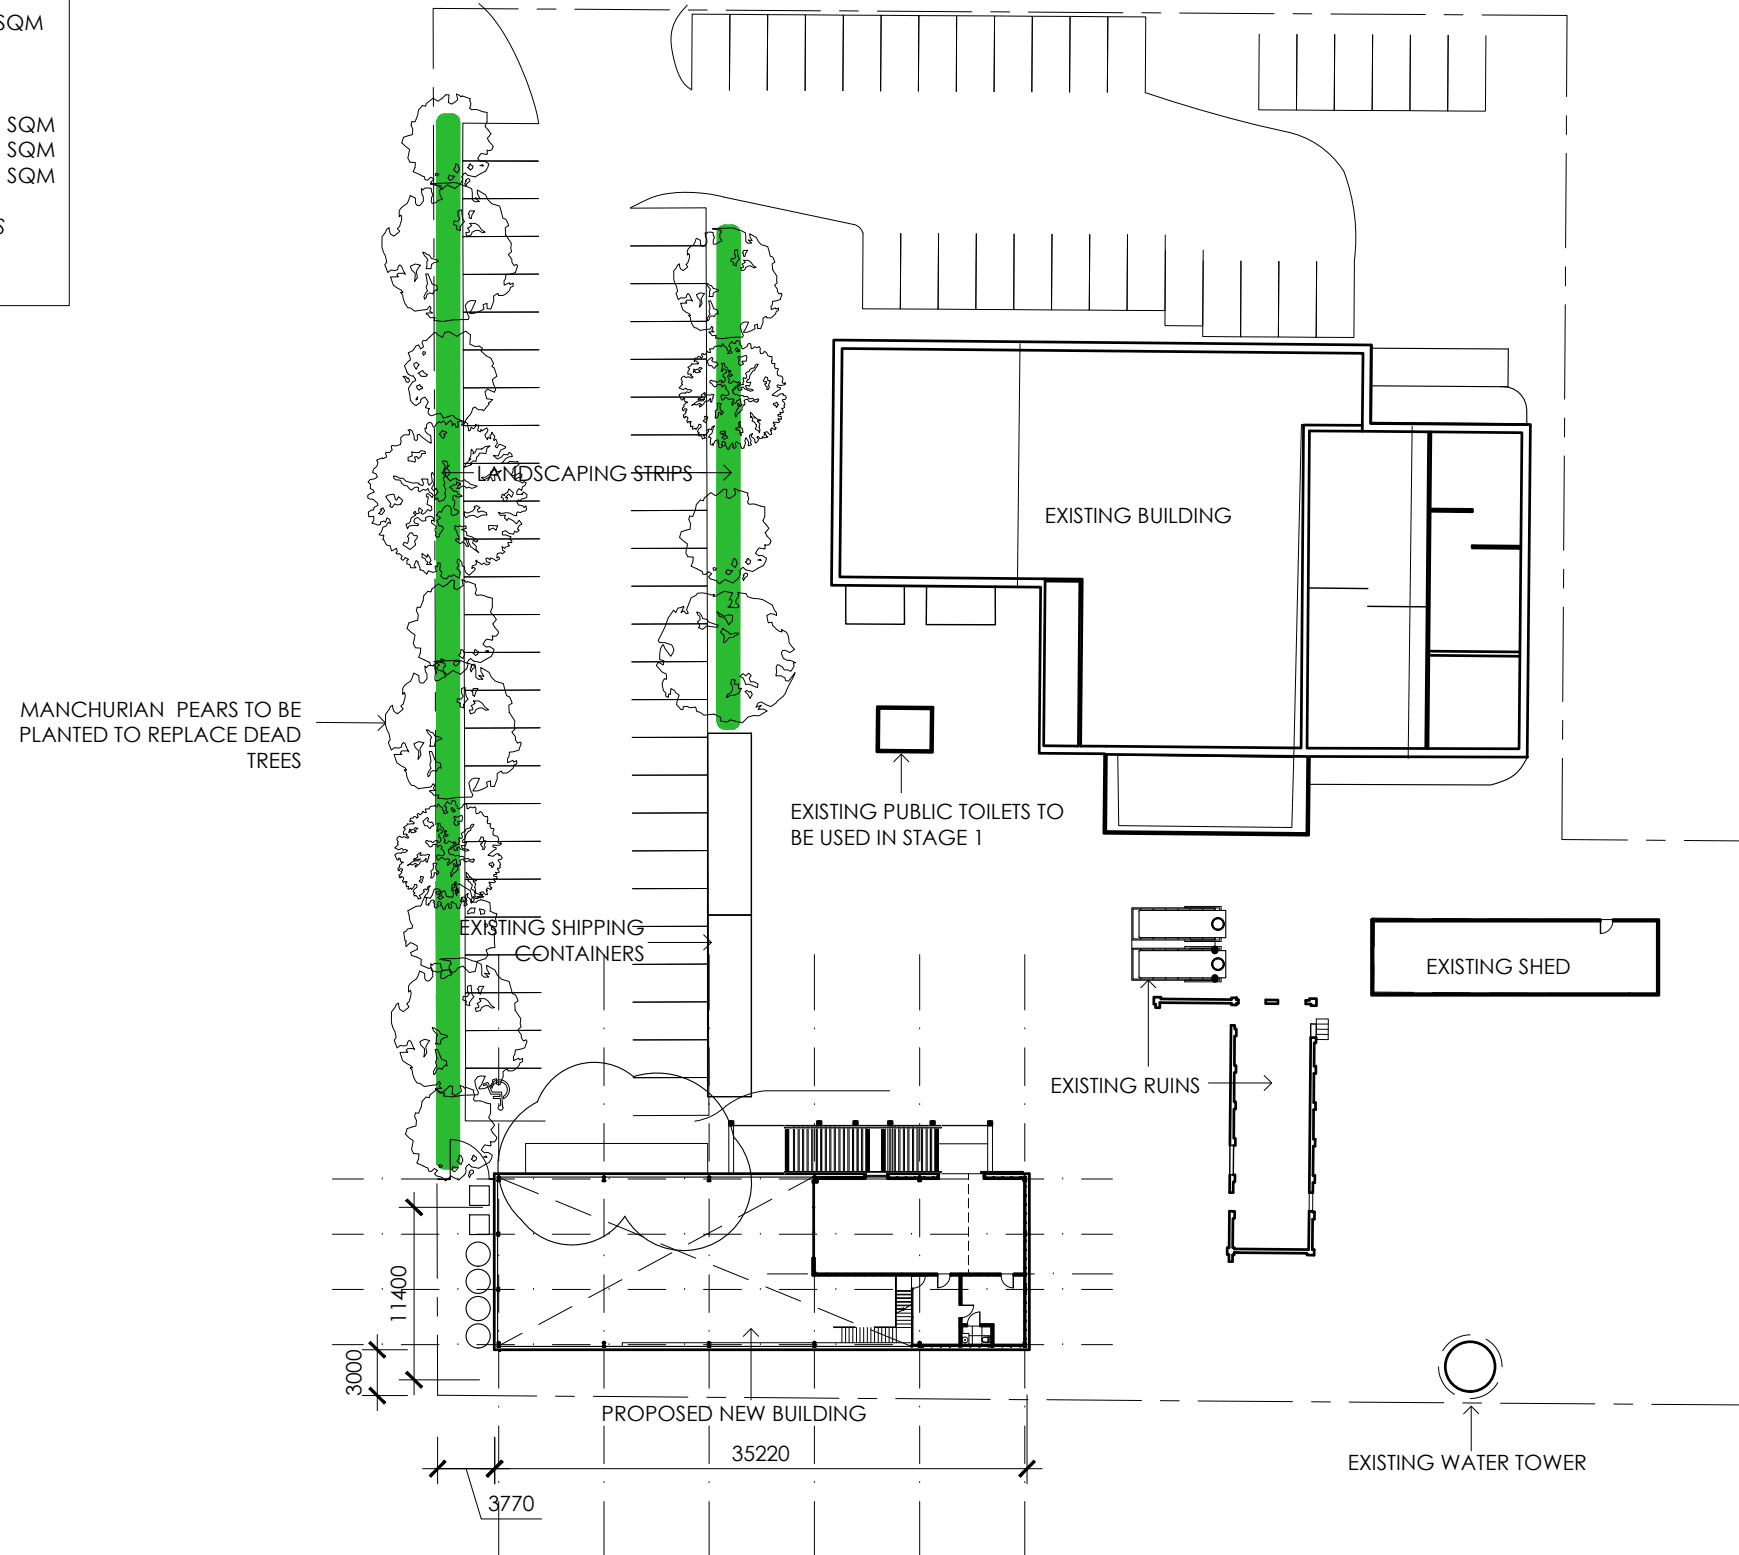 SQM
SQM
SQM
SQM
S
LANDSCAPING STRIPS
EXISTING BUILDING
MANCHURIAN PEARS TO BE
PLANTED TO REPLACE DEAD
TREES
EXISTING PUBLIC TOILETS TO
BE USED IN STAGE 1
EXISTING SHIPPING
CONTAINERS
EXISTING SHED
EXISTING RUINS
11400
3000
PROPOSED NEW BUILDING
35220
3770
EXISTING WATER TOWER